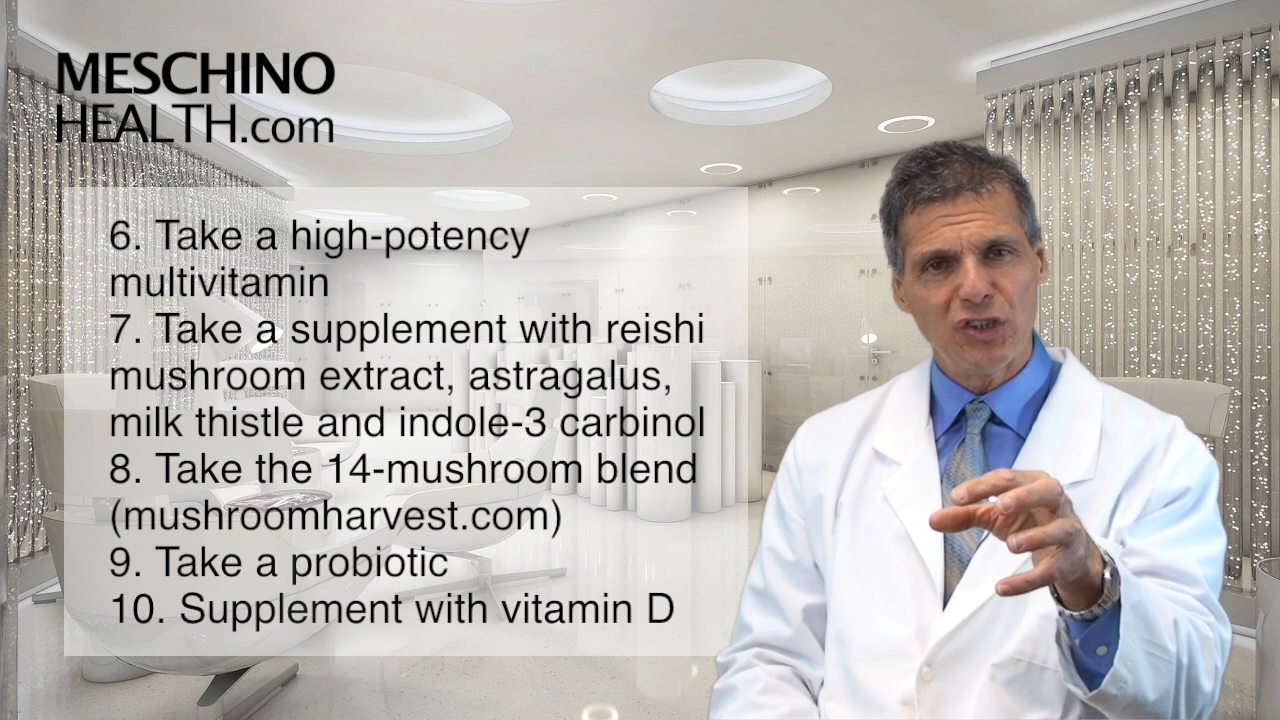 MESCHINO
HEALTH.com
6. Take a high-potency
multivitamin
7. Take a supplement with reishi
mushroom extract, astragalus,
milk thistle and indole-3 carbinol
8. Take the 14-mushroom blend
(mushroomharvest.com)
9. Take a probiotic
10. Supplement with vitamin D